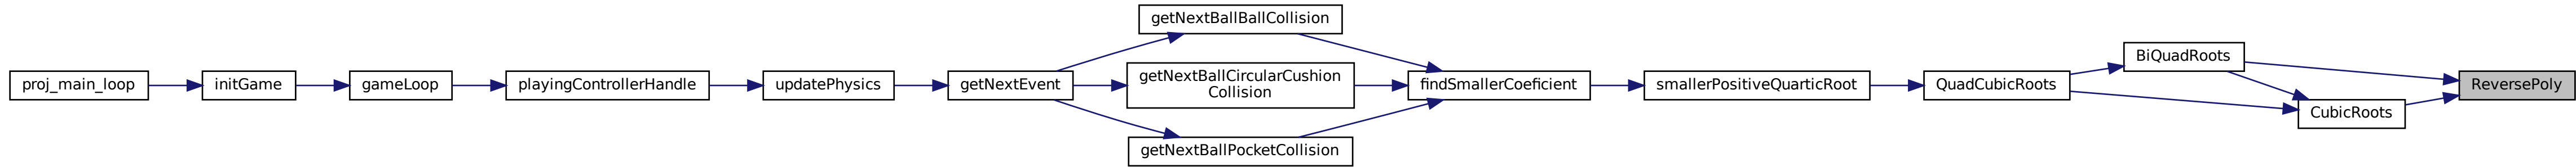 proj_main_loop
initGame
gameLoop
playingControllerHandle
updatePhysics
getNextEvent
getNextBallBallCollision
getNextBallCircularCushion
Collision
getNextBallPocketCollision
findSmallerCoeficient
smallerPositiveQuarticRoot
QuadCubicRoots
BiQuadRoots
CubicRoots
ReversePoly